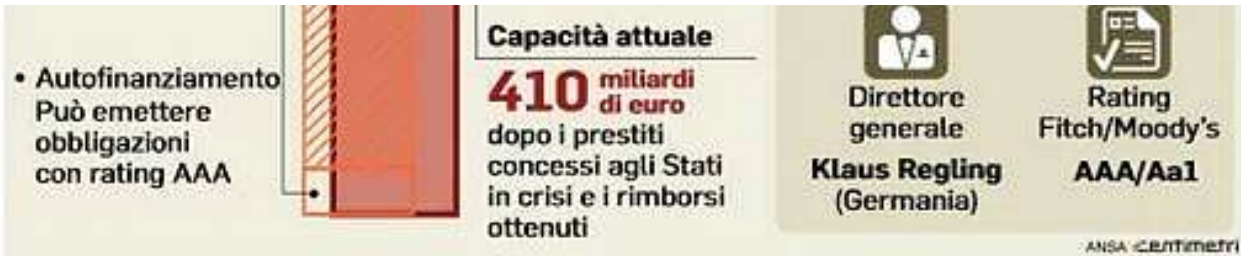 • Autofinanziamento
Può emettere
obbligazioni
con rating AAA
Capacità attuale
410 miliardi
di euro
dopo i prestiti
concessi agli Stati
in crisi e i rimborsi
ottenuti
Direttore
generale
Klaus Regling
(Germania)
Rating
Fitch/Moody's
AAA/Aa1
ANSA centimetri